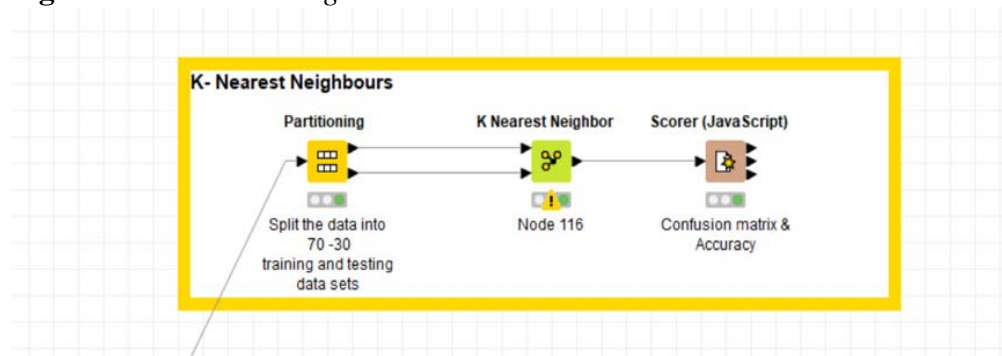 K- Nearest Neighbours
Partitioning
K Nearest Neighbor
Scorer (JavaScript)
Split the data into
70 -30
training and testing
data sets
Node 116
Confusion matrix &
Accuracy